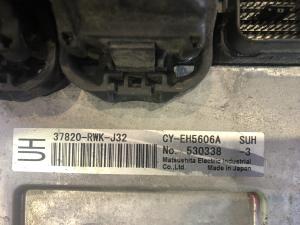 UH
37820-RWK-J32 CY-EH5606A SUH
No. 530338 -3
Matsushita Electric Industrial
Co.,Ltd. Made in Japan